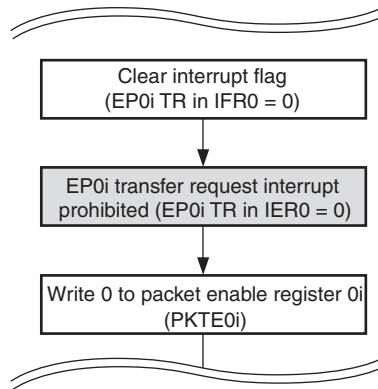 Clear interrupt flag
(EP0i TR in IFR0 = 0)
EP0i transfer request interrupt
prohibited (EP0i TR in IER0 = 0)
Write 0 to packet enable register 0i
(PKTE0i)